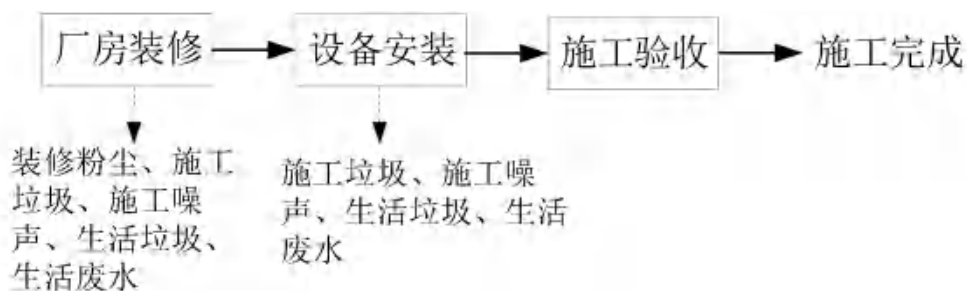 厂房装修
设备安装
施工验收
施工完成
装修粉尘、施工
垃圾、施工噪
声、生活垃圾、
生活废水
施工垃圾、施工噪
声、生活垃圾、生活
废水